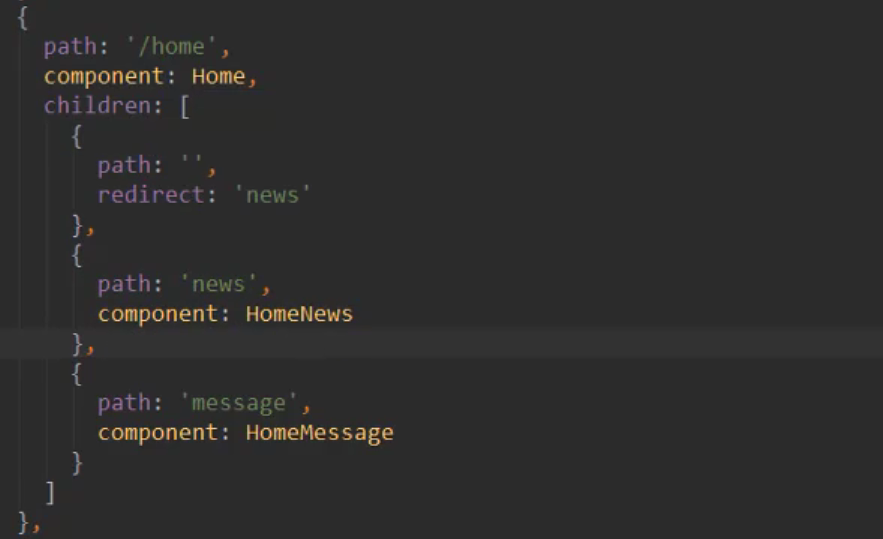 {
  path: '/home',
  component: Home,
  children: [
    {
      path: '',
      redirect: 'news'
    },
    {
      path: 'news',
      component: HomeNews
    },
    {
      path: 'message',
      component: HomeMessage
    }
  ]
},